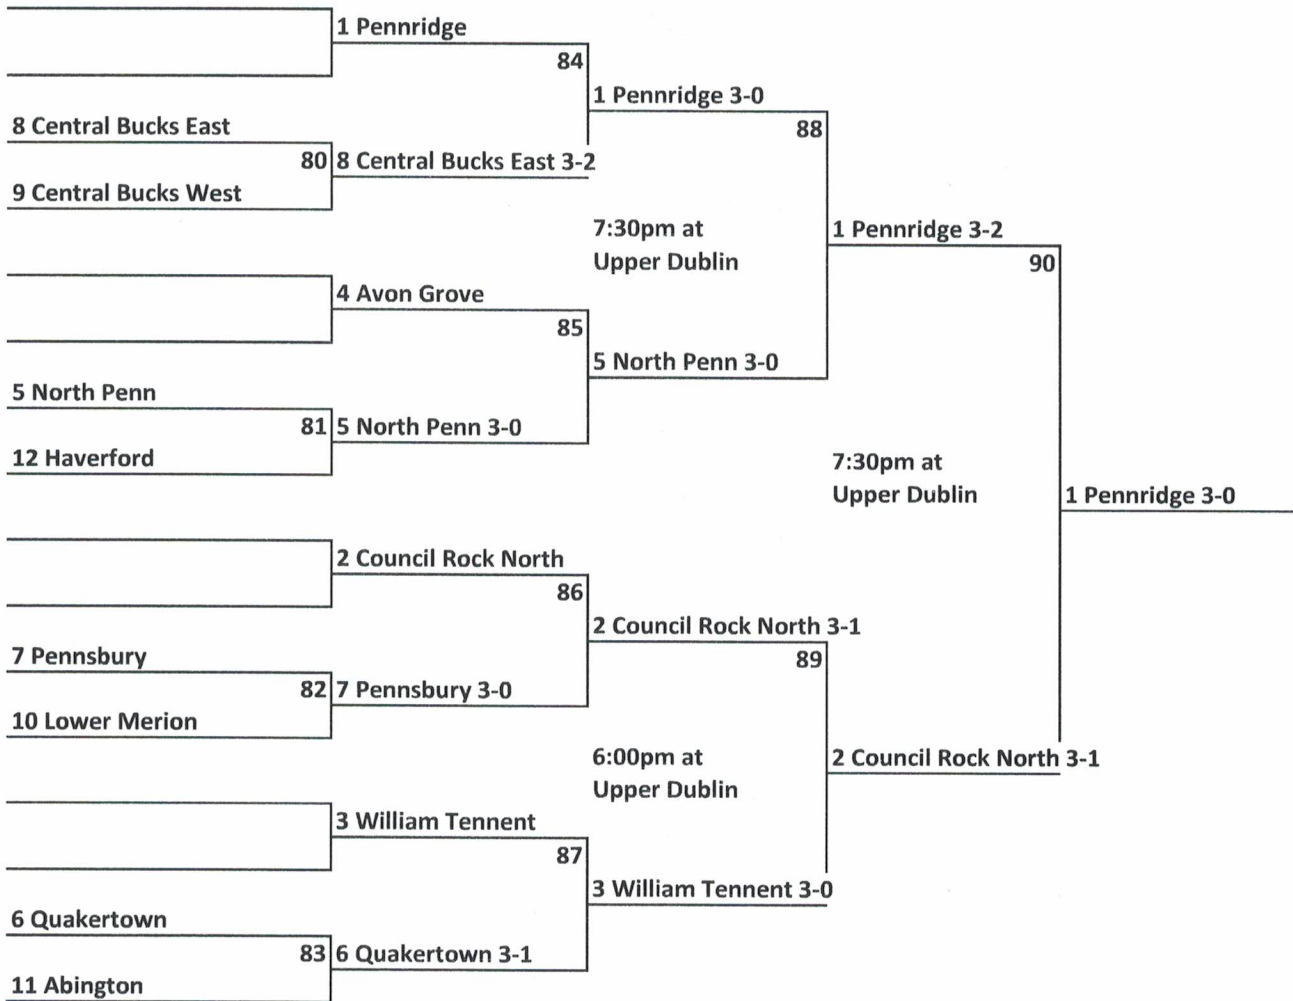 1 Pennridge
84
1 Pennridge 3-0
88
8 Central Bucks East
80
8 Central Bucks East 3-2
9 Central Bucks West
7:30pm at
Upper Dublin
1 Pennridge 3-2
90
4 Avon Grove
85
5 North Penn 3-0
5 North Penn
81
5 North Penn 3-0
12 Haverford
7:30pm at
Upper Dublin
1 Pennridge 3-0
2 Council Rock North
86
2 Council Rock North 3-1
89
7 Pennsbury
82
7 Pennsbury 3-0
10 Lower Merion
6:00pm at
Upper Dublin
2 Council Rock North 3-1
3 William Tennent
87
3 William Tennent 3-0
6 Quakertown
83
6 Quakertown 3-1
11 Abington